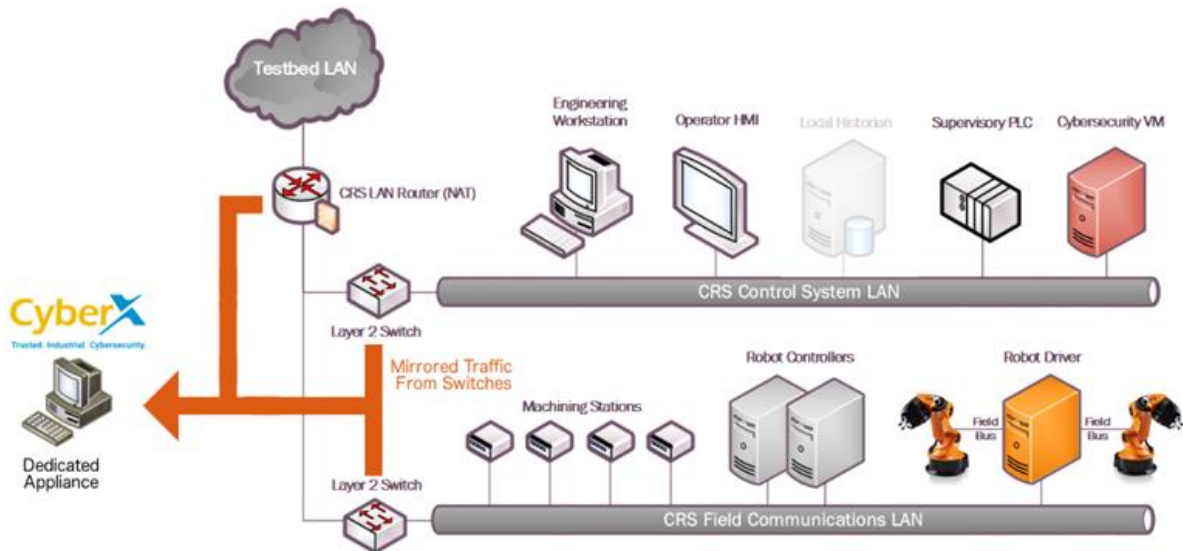 Testbed LAN
Engineering
Workstation
Operator HMI
Local Historian
Supervisory PLC
Cybersecurity VM
CRS LAN Router (NAT)
CRS Control System LAN
Layer 2 Switch
CyberX
Trusted. Industrial. Cybersecurity.
Mirrored Traffic
From Switches
Dedicated
Appliance
Machining Stations
Robot Controllers
Robot Driver
Field
Bus
Field
Bus
Layer 2 Switch
CRS Field Communications LAN